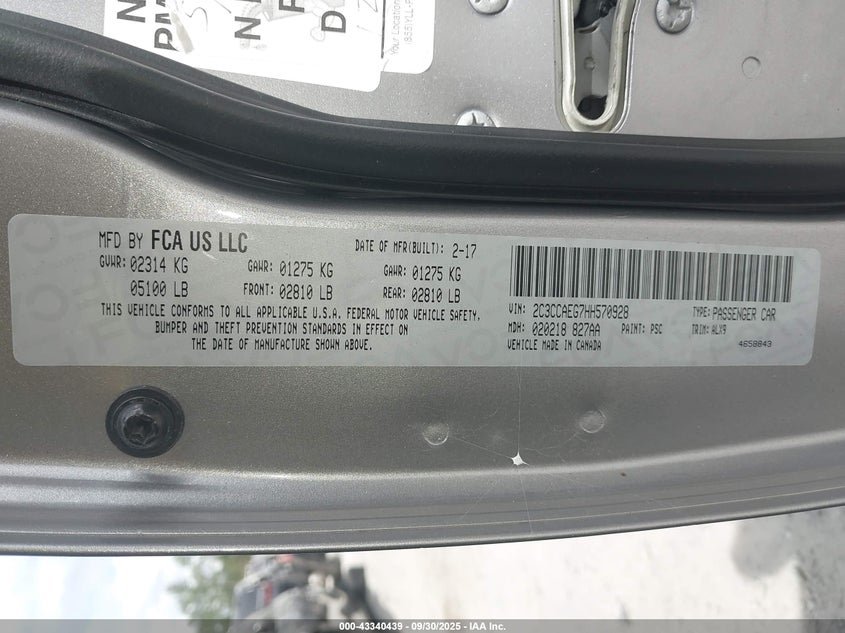 MFD BY FCA US LLC
DATE OF MFR(BUILT): 2-17
GVWR: 02314 KG GAWR: 01275 KG GAWR: 01275 KG
05100 LB FRONT: 02810 LB REAR: 02810 LB
THIS VEHICLE CONFORMS TO ALL APPLICABLE U.S.A. FEDERAL MOTOR VEHICLE SAFETY,
BUMPER AND THEFT PREVENTION STANDARDS IN EFFECT ON
THE DATE OF MANUFACTURE SHOWN ABOVE.
VIN: 2C3CCAEG7HH570928 TYPE: PASSENGER CAR
MDH: 020218 827AA PAINT: PSC TRIM: ALX9
VEHICLE MADE IN CANADA 4658843
000-43340439 - 09/30/2025 - IAA Inc.